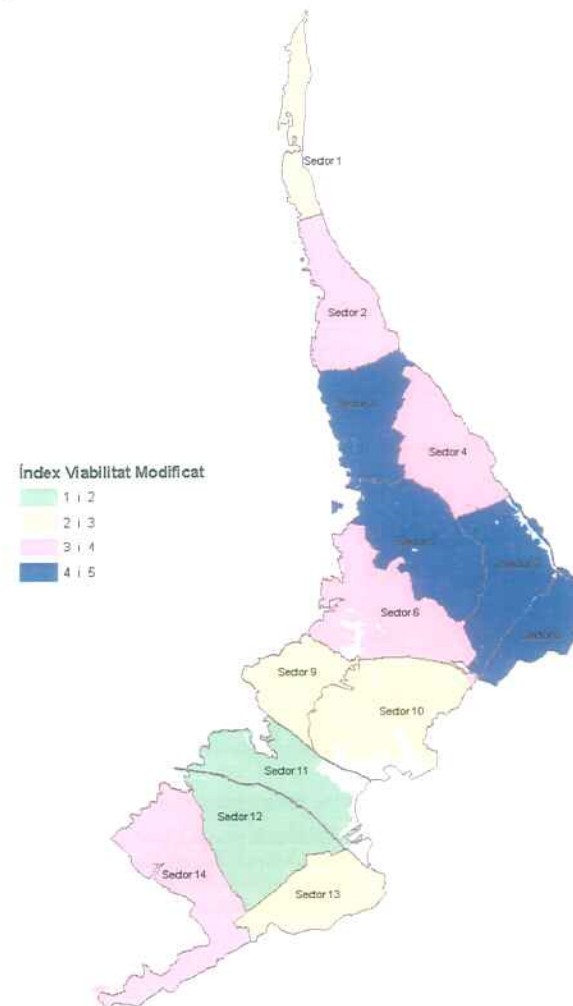 Sector 1
Sector 2
Sector 4
Índex Viabilitat Modificat
1 i 2
2 i 3
3 i 4
4 i 5
Sector 6
Sector 9
Sector 10
Sector 11
Sector 12
Sector 14
Sector 13